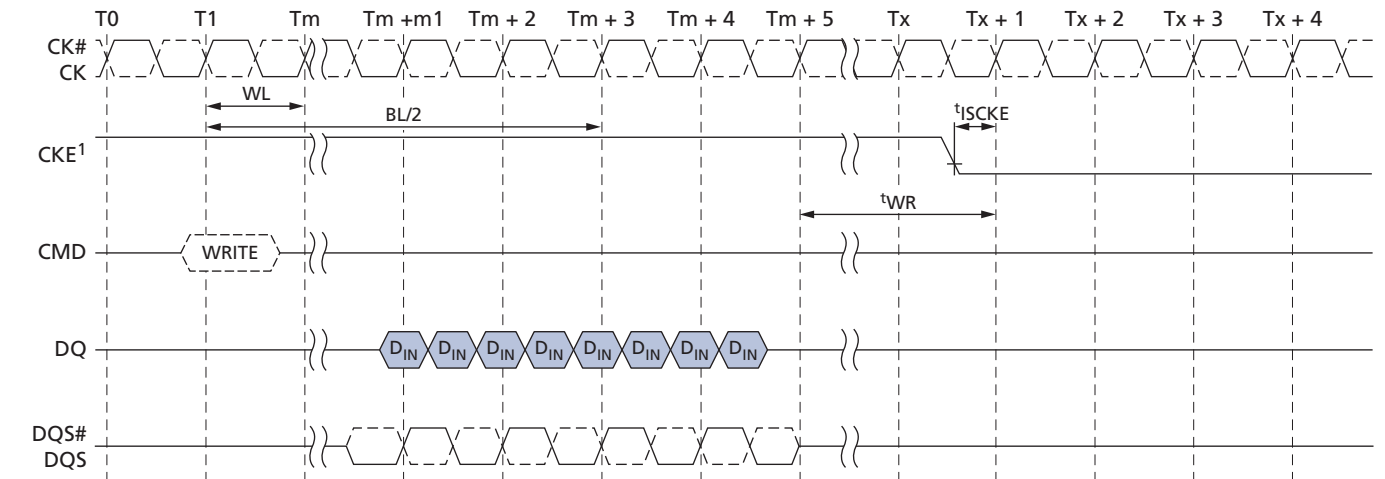 T0 T1 Tm Tm +m1 Tm + 2 Tm + 3 Tm + 4 Tm + 5 Tx Tx + 1 Tx + 2 Tx + 3 Tx + 4
CK#
CK
WL
BL/2
tISCKE
CKE1
tWR
CMD WRITE
DQ DIN DIN DIN DIN DIN DIN DIN DIN
DQS#
DQS